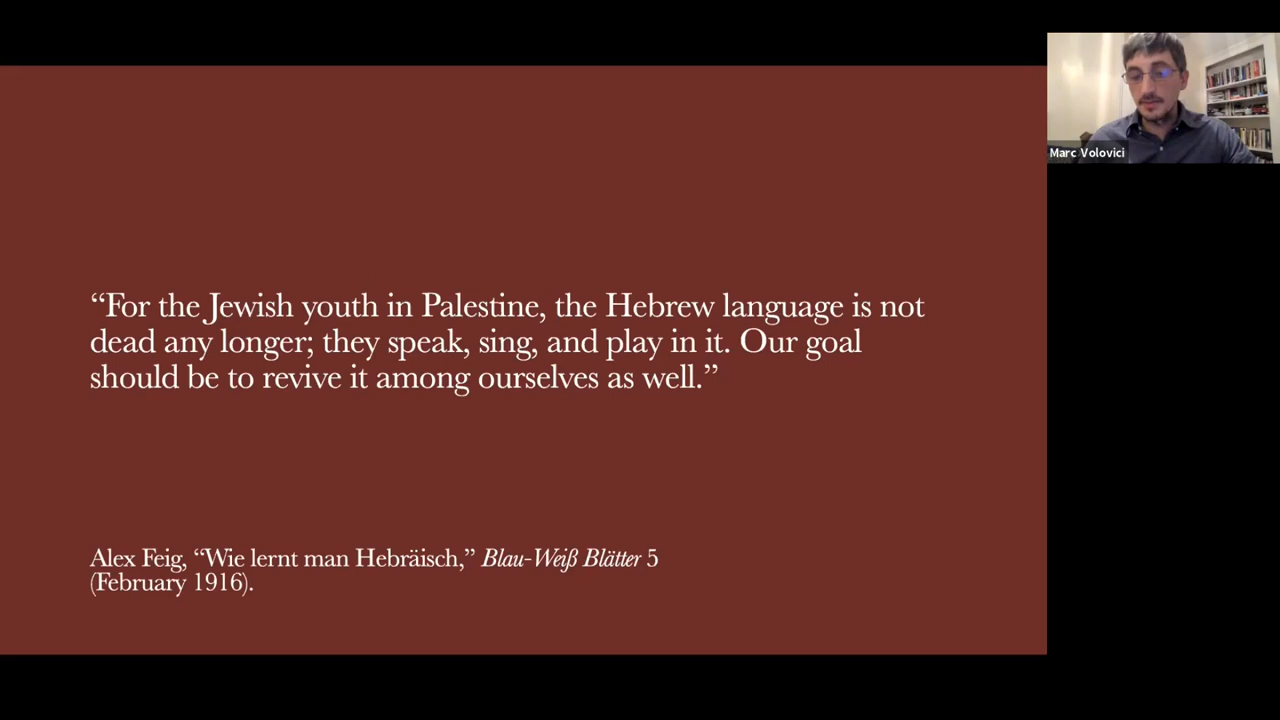 “For the Jewish youth in Palestine, the Hebrew language is not
dead any longer; they speak, sing, and play in it. Our goal
should be to revive it among ourselves as well.”
Alex Feig, “Wie lernt man Hebräisch,” Blau-Weiß Blätter 5
(February 1916).
Marc Volovici